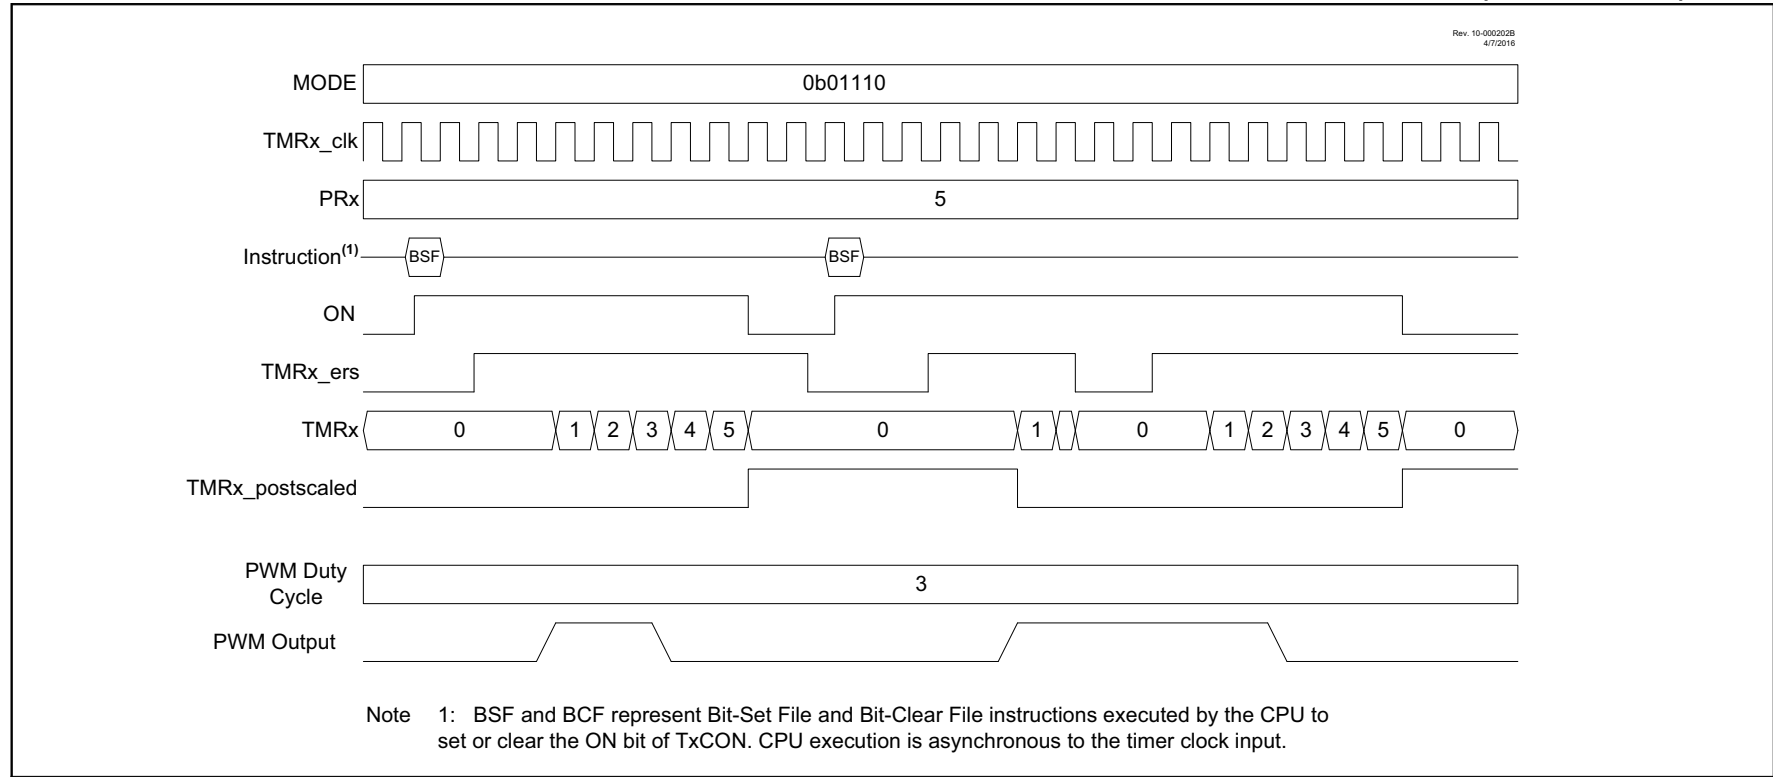 Rev. 10-000202B
4/7/2016
MODE 0b01110
TMRx_clk
PRx 5
Instruction(1) BSF BSF
ON
TMRx_ers
TMRx 0 1 2 3 4 5 0 1 0 1 2 3 4 5 0
TMRx_postscaled
PWM Duty
Cycle 3
PWM Output
Note 1: BSF and BCF represent Bit-Set File and Bit-Clear File instructions executed by the CPU to
set or clear the ON bit of TxCON. CPU execution is asynchronous to the timer clock input.